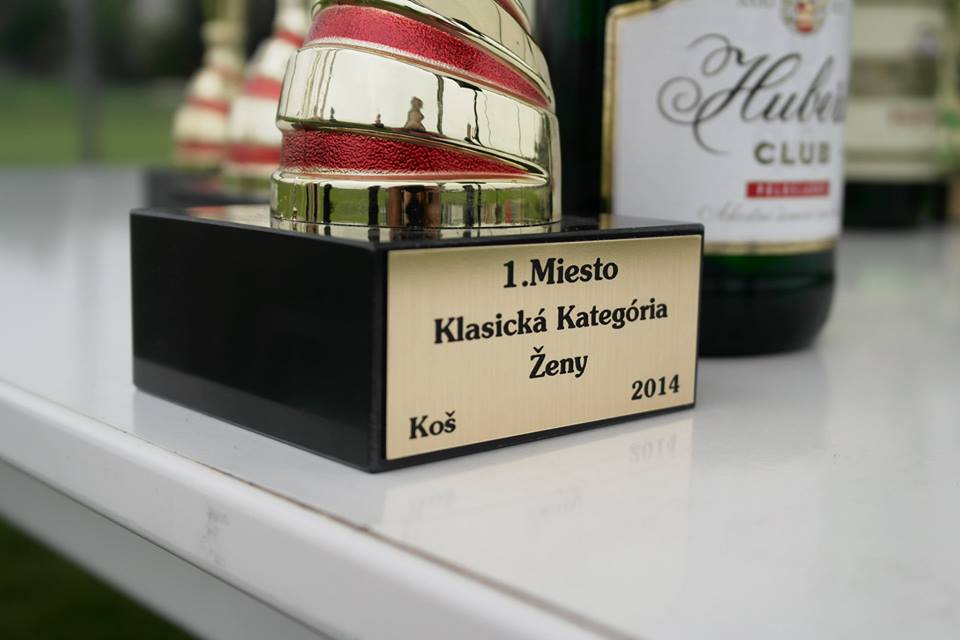 1.Miesto
Klasická Kategória
Ženy
2014
Koš
Hubert
CLUB